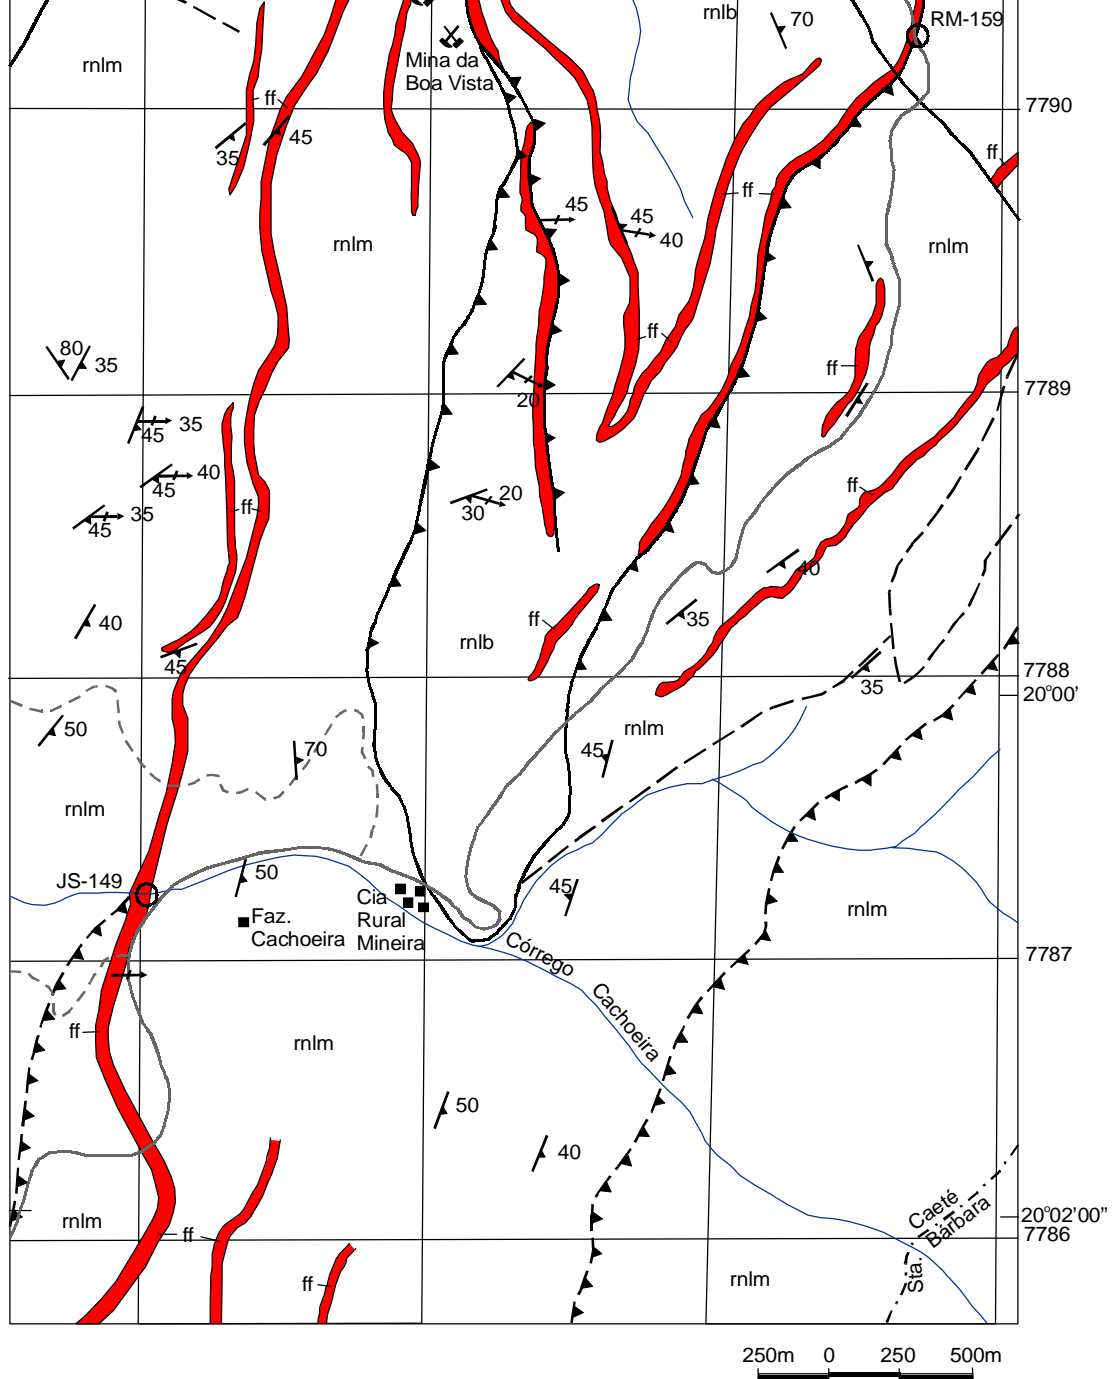 rnlb
70
RM-159
rnlm
Mina da
Boa Vista
ff
7790
35
45
ff
45
45
40
ff
rnlm
rnlm
ff
80
35
ff
7789
20
35
45
40
45
ff
ff
20
30
35
45
40
40
35
ff
rnlb
45
7788
35
20°00'
50
rnlm
70
45
rnlm
JS-149
50
45
Cia
Rural
Mineira
Faz.
Cachoeira
rnlm
Córrego
Cachoeira
7787
ff
rnlm
50
40
Caeté
Sta. Bárbara
rnlm
20°02'00”
7786
ff
ff
rnlm
250m 0 250 500m